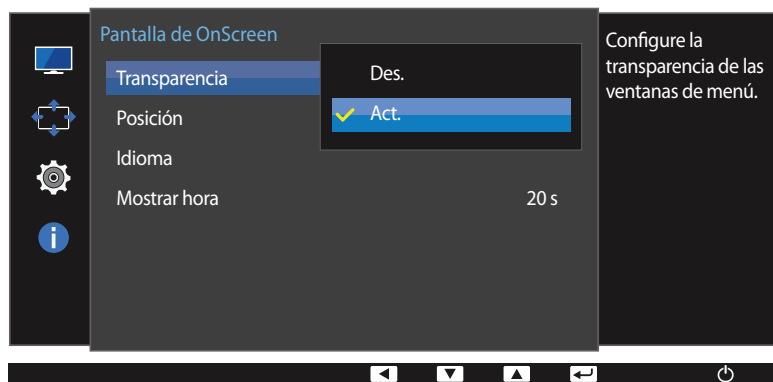 Pantalla de OnScreen
Transparencia
Des.
Act.
Posición
Idioma
Mostrar hora 20 s
Configure la
transparencia de las
ventanas de menú.